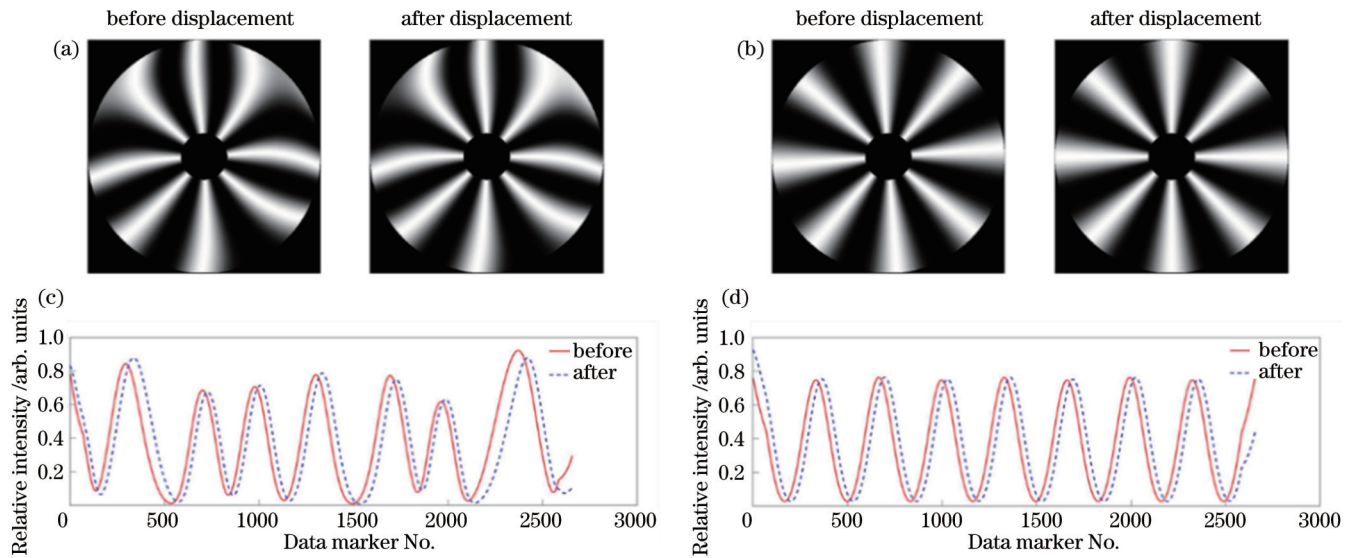 before displacement
after displacement
before displacement
after displacement
(a)
(b)
(c)
Relative intensity /arb. units
1.0
0.8
0.6
0.4
0.2
before
after
0
500
1000
1500
2000
2500
3000
Data marker No.
(d)
Relative intensity /arb. units
1.0
0.8
0.6
0.4
0.2
before
after
0
500
1000
1500
2000
2500
3000
Data marker No.